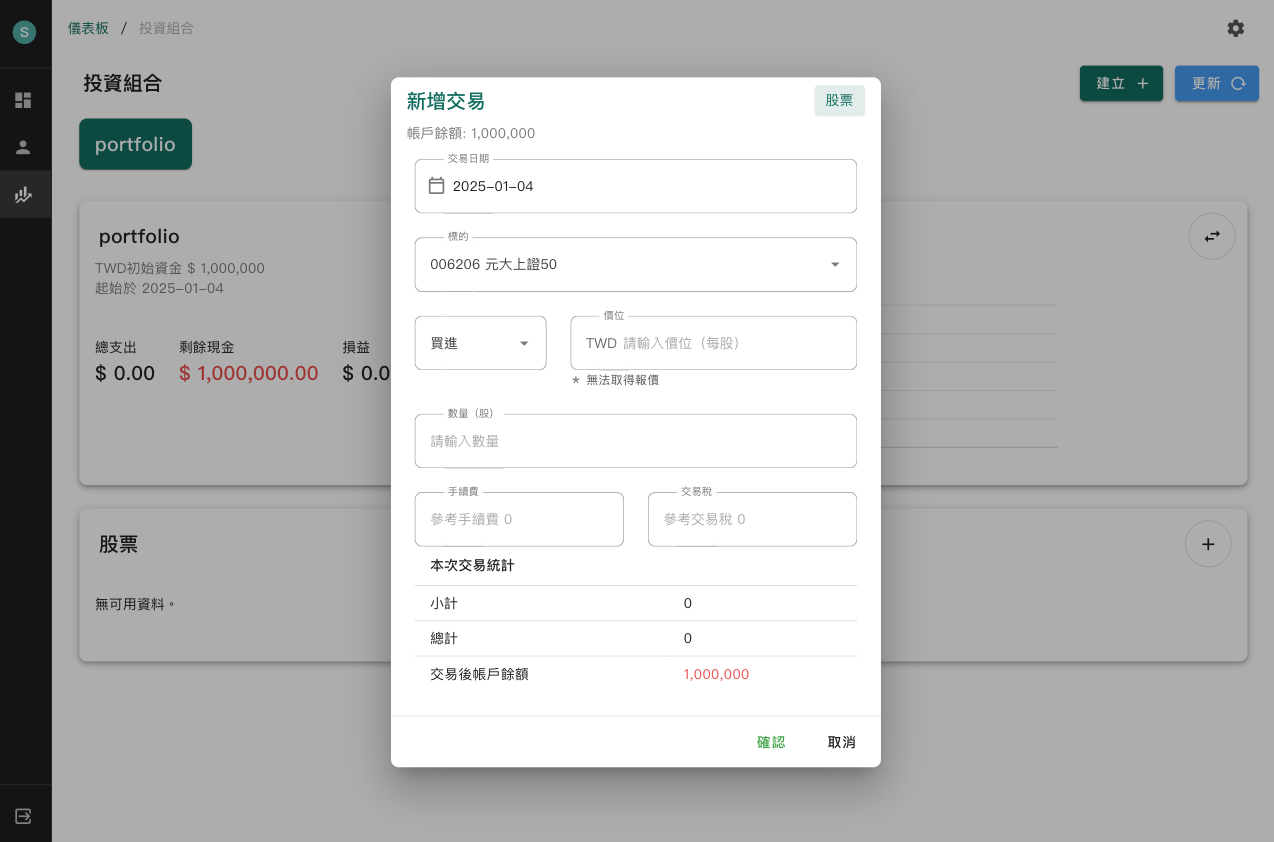 S
儀表板 / 投資組合
投資組合
建立
更新
portfolio
portfolio
TWD初始資金 $ 1,000,000
起始於 2025-01-04
總支出 剩餘現金 損益
$ 0.00 $ 1,000,000.00 $ 0.0
股票
無可用資料。
新增交易
股票
帳戶餘額: 1,000,000
交易日期
2025-01-04
標的
006206 元大上證50
買進
價位
TWD 請輸入價位（每股）
* 無法取得報價
數量（股）
請輸入數量
手續費
參考手續費 0
交易稅
參考交易稅 0
本次交易統計
小計 0
總計 0
交易後帳戶餘額 1,000,000
確認 取消